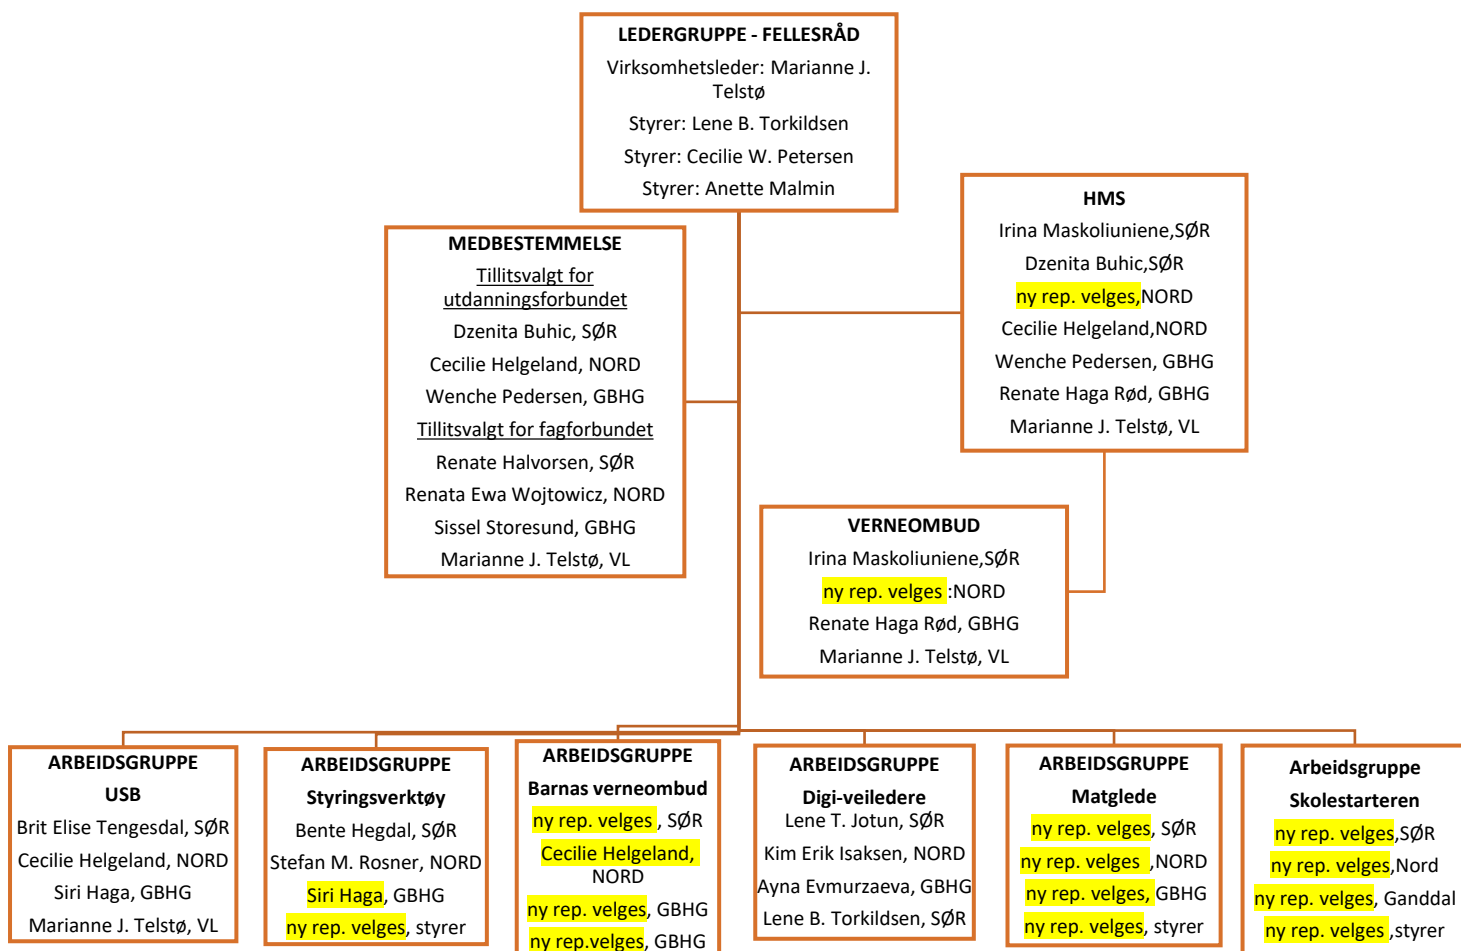 LEDERGRUPPE - FELLESRÅD
Virksomhetsleder: Marianne J.
Telstø
Styrer: Lene B. Torkildsen
Styrer: Cecilie W. Petersen
Styrer: Anette Malmin
HMS
Irina Maskoliuniene,SØR
Dzenita Buhic,SØR
ny rep. velges,NORD
Cecilie Helgeland,NORD
Wenche Pedersen, GBHG
Renate Haga Rød, GBHG
Marianne J. Telstø, VL
MEDBESTEMMELSE
Tillitsvalgt for
utdanningsforbundet
Dzenita Buhic, SØR
Cecilie Helgeland, NORD
Wenche Pedersen, GBHG
Tillitsvalgt for fagforbundet
Renate Halvorsen, SØR
Renata Ewa Wojtowicz, NORD
Sissel Storesund, GBHG
Marianne J. Telstø, VL
VERNEOMBUD
Irina Maskoliuniene,SØR
ny rep. velges :NORD
Renate Haga Rød, GBHG
Marianne J. Telstø, VL
ARBEIDSGRUPPE
USB
Brit Elise Tengesdal, SØR
Cecilie Helgeland, NORD
Siri Haga, GBHG
Marianne J. Telstø, VL
ARBEIDSGRUPPE
Styringsverktøy
Bente Hegdal, SØR
Stefan M. Rosner, NORD
Siri Haga, GBHG
ny rep. velges, styrer
ARBEIDSGRUPPE
Barnas verneombud
ny rep. velges , SØR
Cecilie Helgeland,
NORD
ny rep. velges, GBHG
ny rep.velges, GBHG
ARBEIDSGRUPPE
Digi-veiledere
Lene T. Jotun, SØR
Kim Erik Isaksen, NORD
Ayna Evmurzaeva, GBHG
Lene B. Torkildsen, SØR
ARBEIDSGRUPPE
Matglede
ny rep. velges, SØR
ny rep. velges ,NORD
ny rep. velges, GBHG
ny rep. velges, styrer
Arbeidsgruppe
Skolestarteren
ny rep. velges,SØR
ny rep. velges,Nord
ny rep. velges, Ganddal
ny rep. velges ,styrer